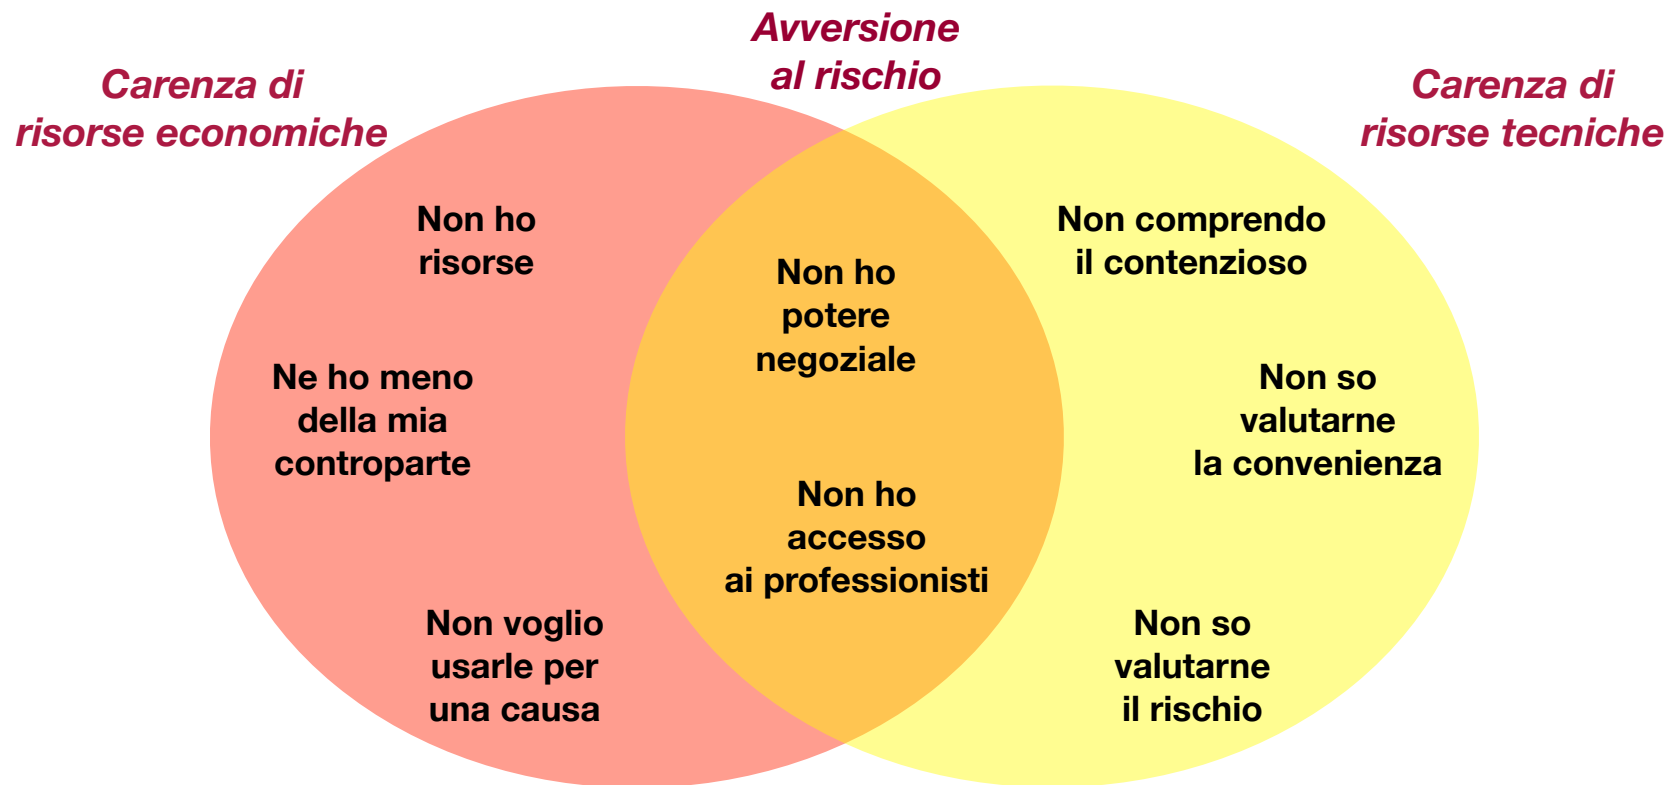 Avversione
al rischio
Carenza di
risorse economiche
Carenza di
risorse tecniche
Non ho
risorse
Ne ho meno
della mia
controparte
Non voglio
usarle per
una causa
Non ho
potere
negoziale
Non ho
accesso
ai professionisti
Non comprendo
il contenzioso
Non so
valutarne
la convenienza
Non so
valutarne
il rischio